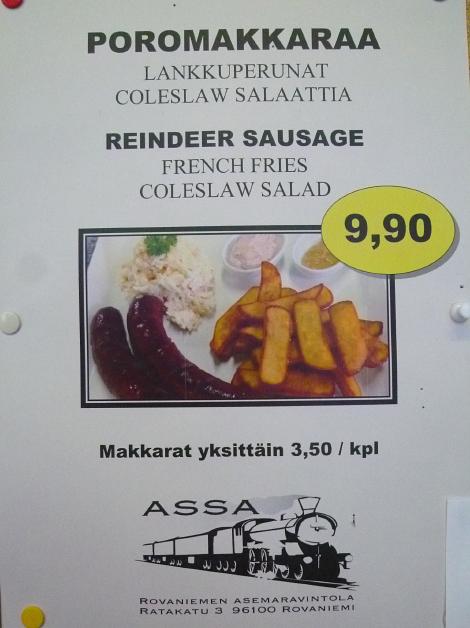 POROMAKKARAA
LANKKUPERUNAT
COLESLAW SALAATTIA
REINDEER SAUSAGE
FRENCH FRIES
COLESLAW SALAD
9,90
Makkarat yksittäin 3,50 / kpl
ASSA
ROVANIEMEN ASEMARAVINTOLA
RATAKATU 3 96100 ROVANIEMI